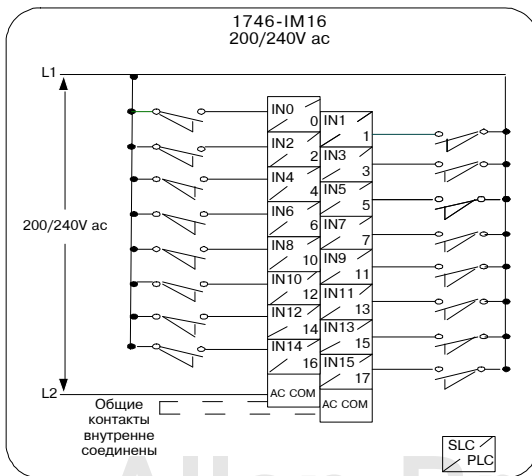 1746-IM16
200/240V ac
L1
IN0
0
IN1
1
IN2
2
IN3
3
IN4
4
IN5
5
IN6
6
IN7
7
200/240V ac
IN8
10
IN9
11
IN10
12
IN11
13
IN12
14
IN13
15
IN14
16
IN15
17
L2
AC COM
AC COM
Общие
контакты
внутренне
соединены
SLC
PLC